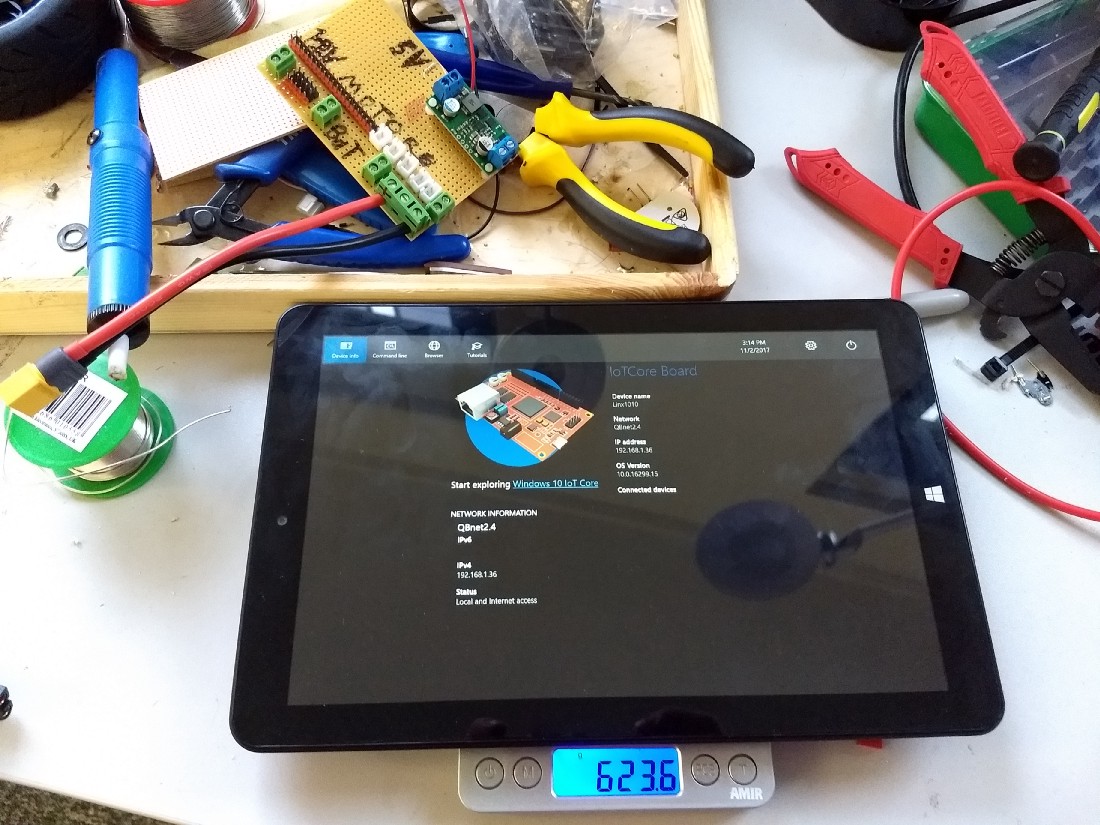 5V
BAT
Device info
Command line
Browser
Tutorials
3:14 PM
11/2/2017
IoTCore Board
Device name
Linx1010
Network
QBnet2.4
IP address
192.168.1.36
OS Version
10.0.16299.15
Connected devices
Start exploring Windows 10 IoT Core
NETWORK INFORMATION
QBnet2.4
IPv6
IPv4
192.168.1.36
Status
Local and Internet access
623.6
AMIR